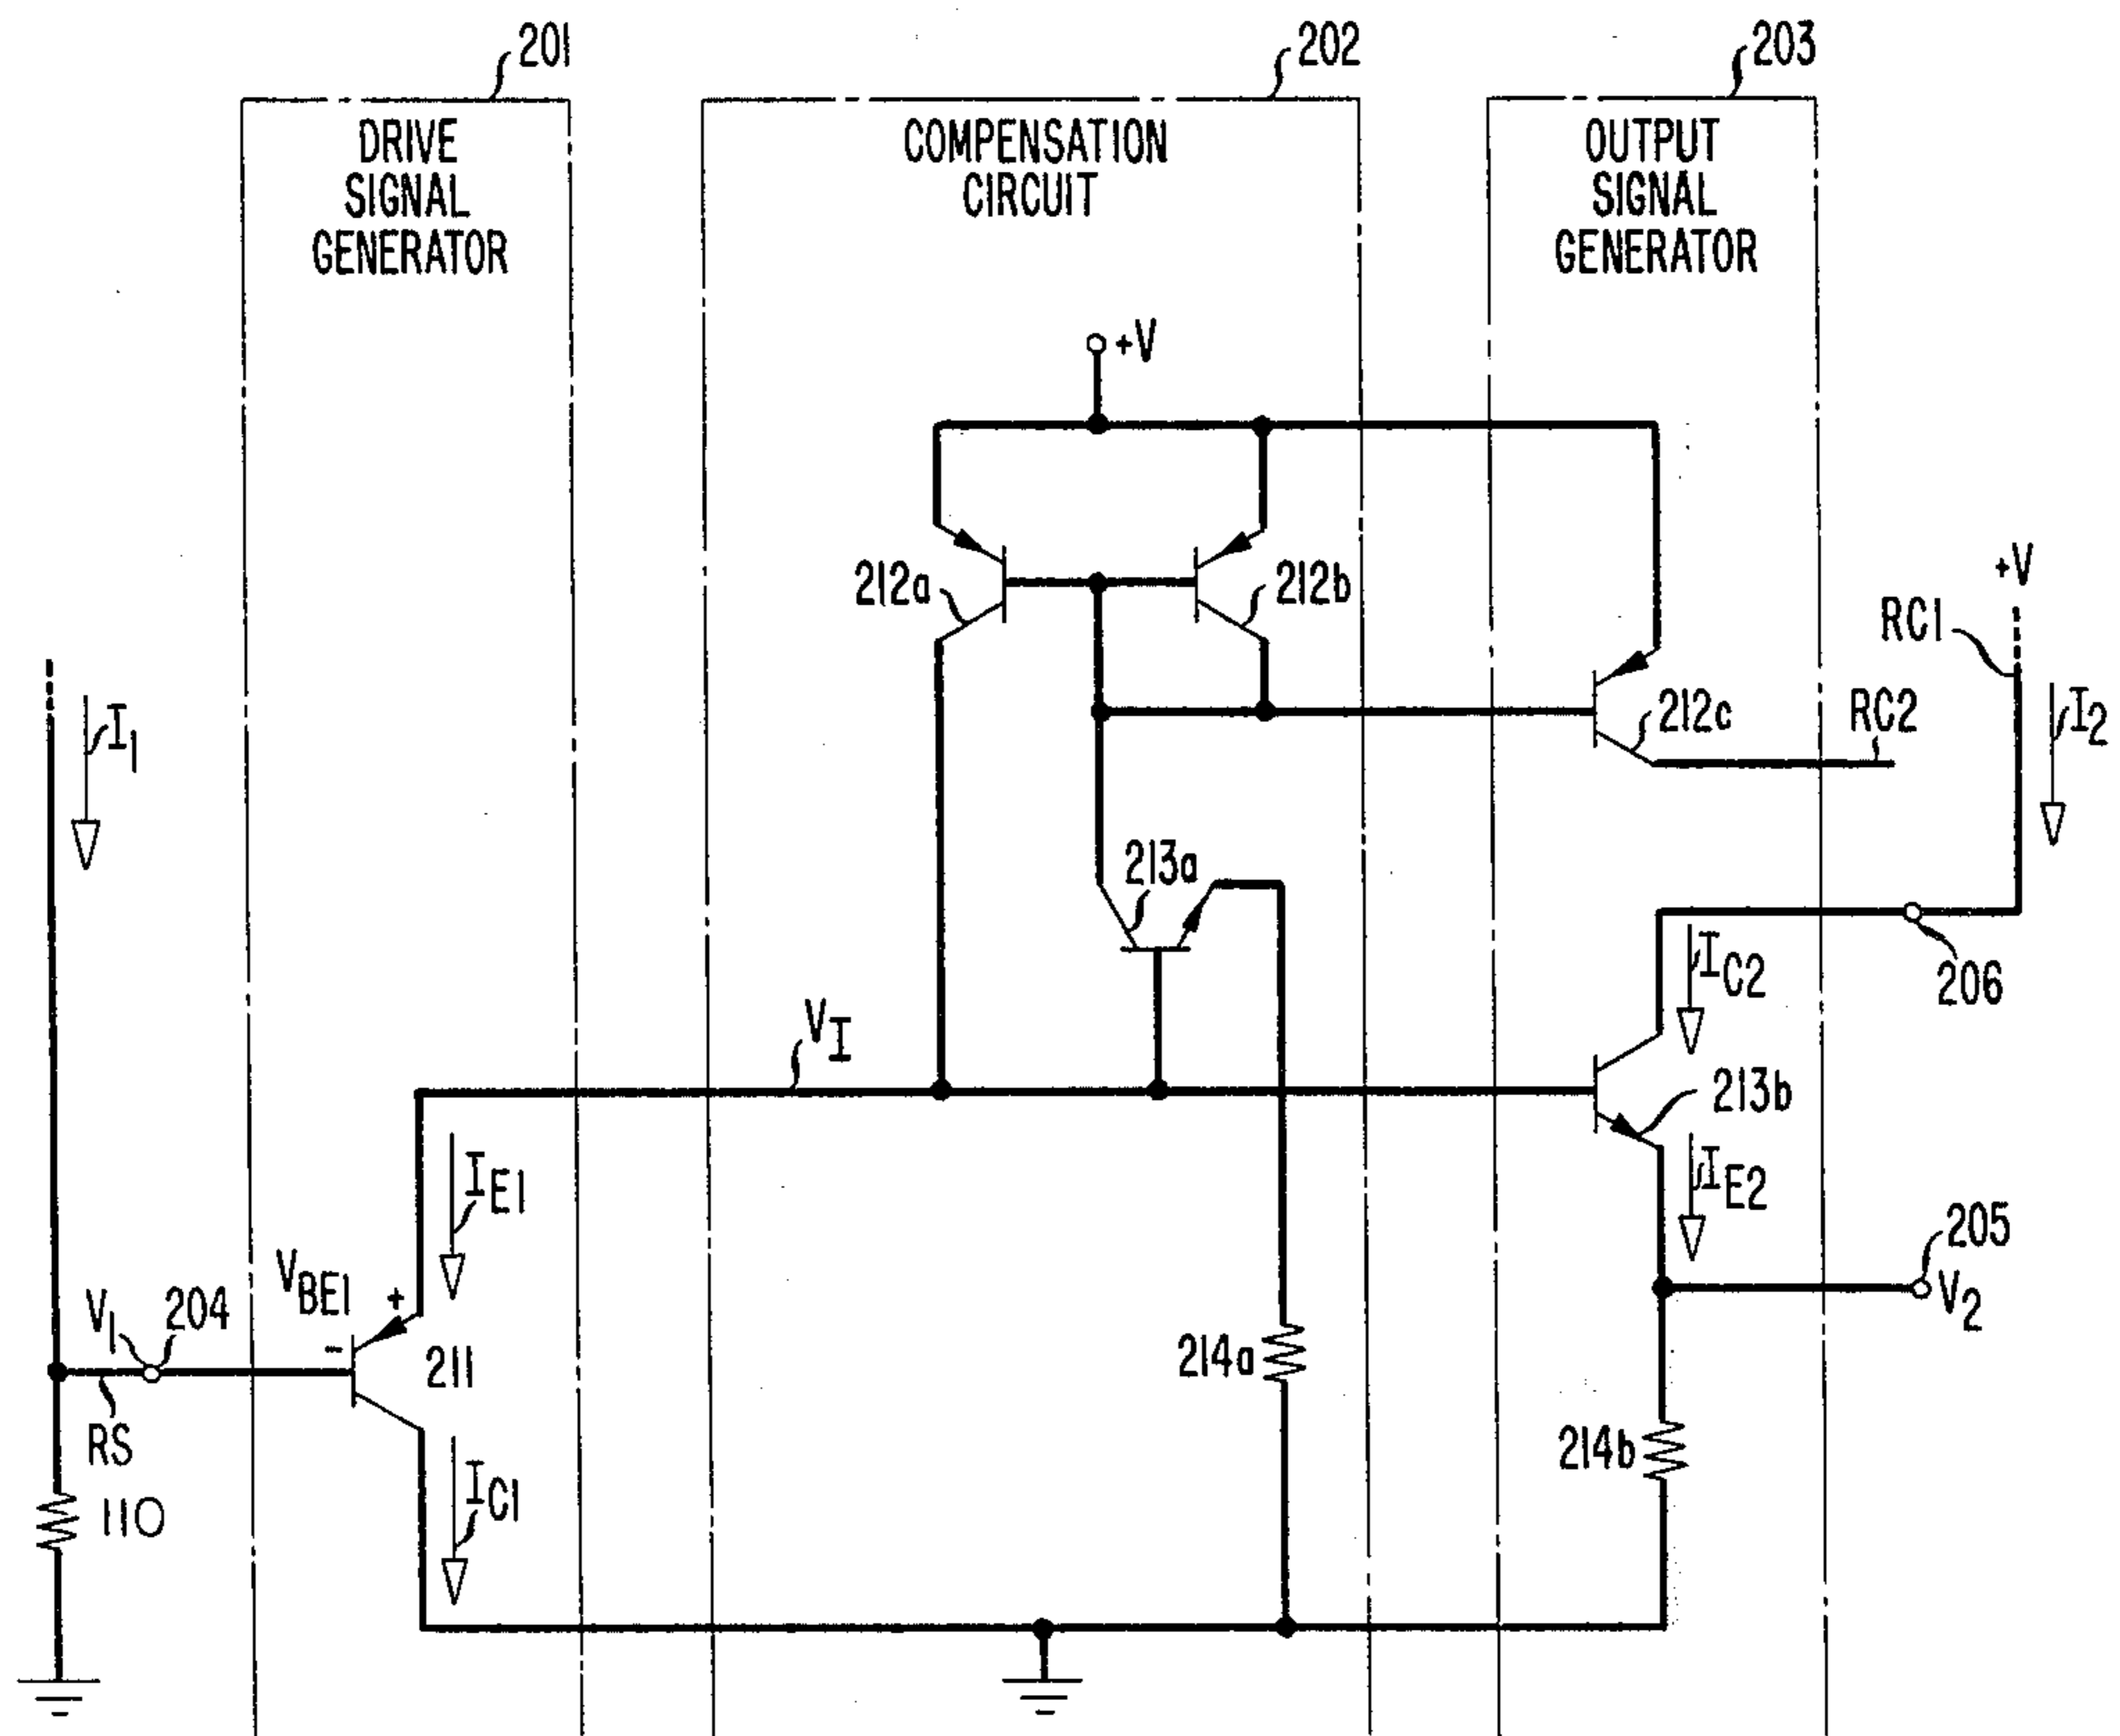 201
202
203
DRIVE
SIGNAL
GENERATOR
COMPENSATION
CIRCUIT
OUTPUT
SIGNAL
GENERATOR
+V
212a
212b
+V
RC1
I1
212c
RC2
I2
213a
IC2
206
VI
213b
IE1
IE2
205
VBE1
+
V1
204
-
211
214a
V2
RS
110
IC1
214b